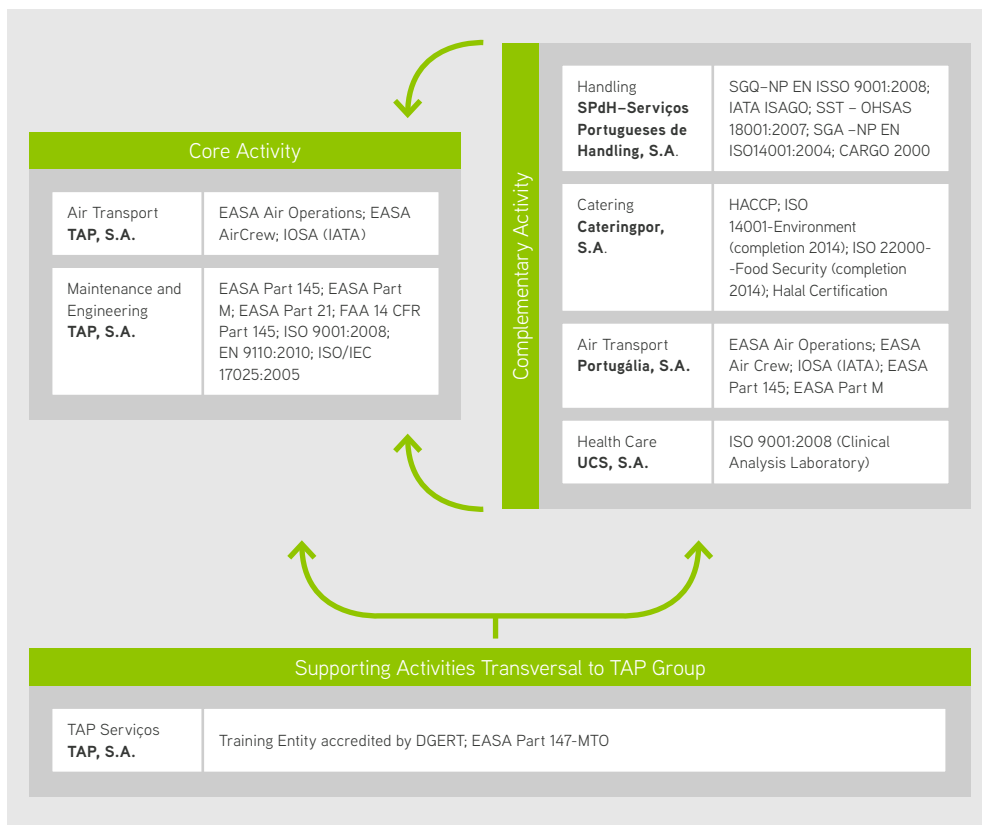 Core Activity
Air Transport
TAP, S.A.
EASA Air Operations; EASA
AirCrew; IOSA (IATA)
Maintenance and
Engineering
TAP, S.A.
EASA Part 145; EASA Part
M; EASA Part 21; FAA 14 CFR
Part 145; ISO 9001:2008;
EN 9110:2010; ISO/IEC
17025:2005
Complementary Activity
Handling
SPdH–Serviços
Portugueses de
Handling, S.A.
SGQ–NP EN ISSO 9001:2008;
IATA ISAGO; SST – OHSAS
18001:2007; SGA –NP EN
ISO14001:2004; CARGO 2000
Catering
Cateringpor,
S.A.
HACCP; ISO
14001-Environment
(completion 2014); ISO 22000-
-Food Security (completion
2014); Halal Certification
Air Transport
Portugália, S.A.
EASA Air Operations; EASA
Air Crew; IOSA (IATA); EASA
Part 145; EASA Part M
Health Care
UCS, S.A.
ISO 9001:2008 (Clinical
Analysis Laboratory)
Supporting Activities Transversal to TAP Group
TAP Serviços
TAP, S.A.
Training Entity accredited by DGERT; EASA Part 147-MTO